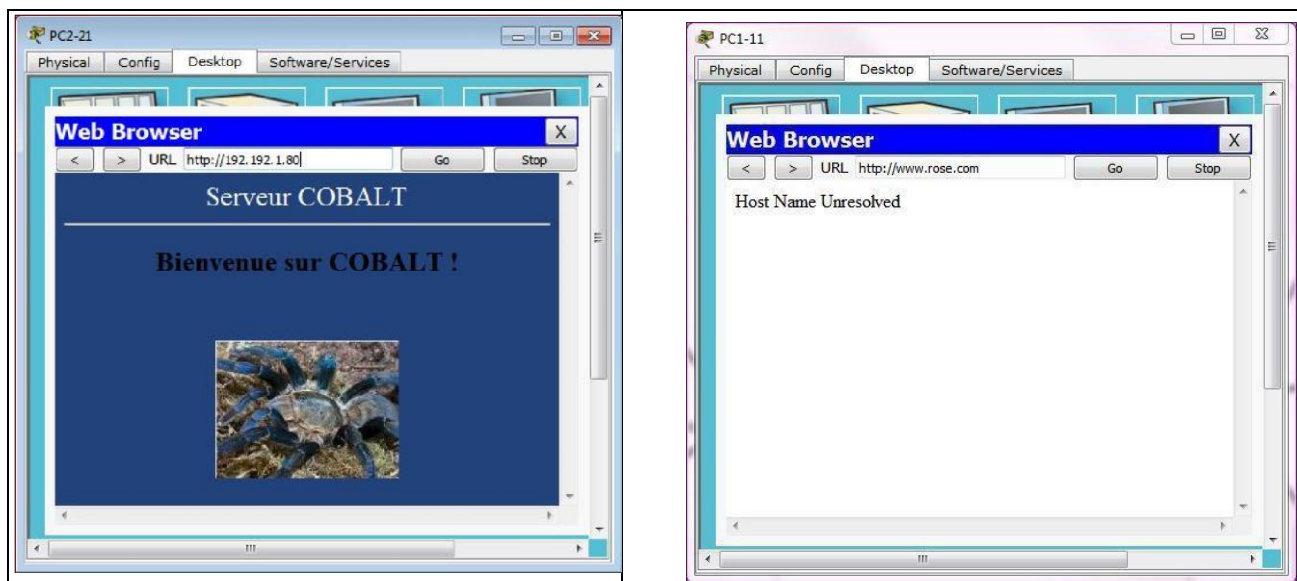 PC2-21
Physical Config Desktop Software/Services
Web Browser X
< > URL http://192.192.1.80 Go Stop
Serveur COBALT
Bienvenue sur COBALT !
PC1-11
Physical Config Desktop Software/Services
Web Browser X
< > URL http://www.rose.com Go Stop
Host Name Unresolved